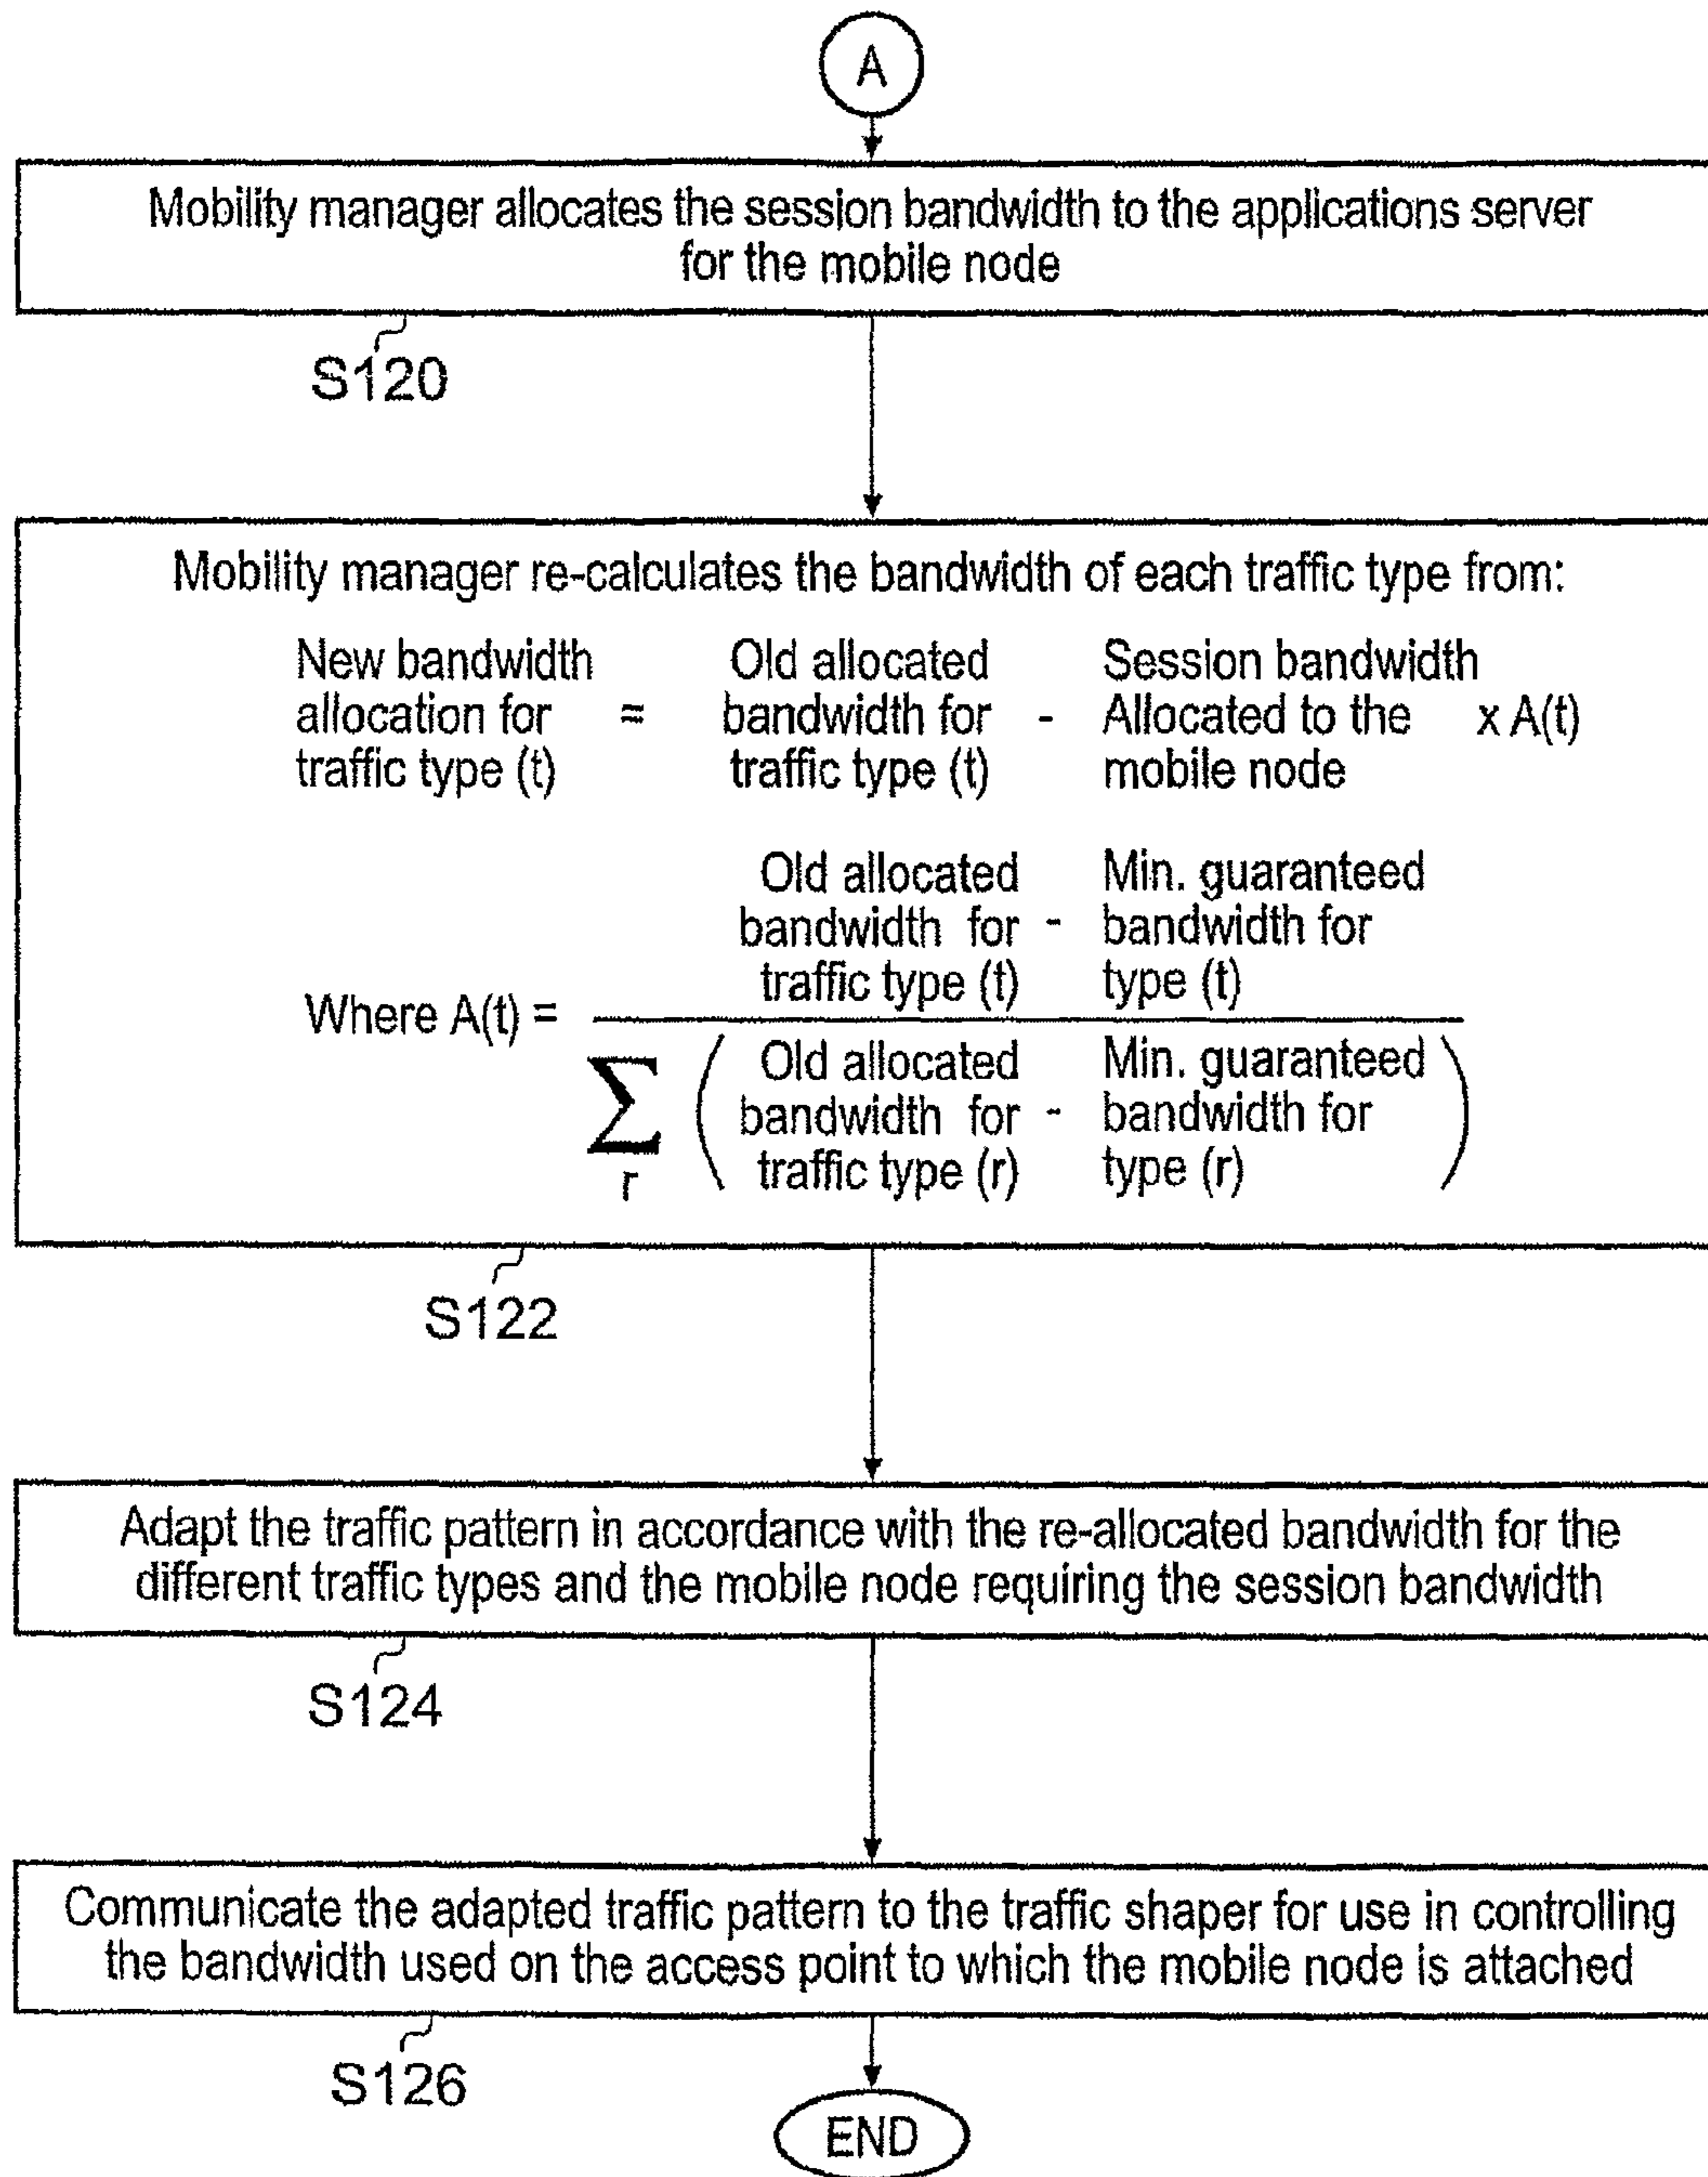 A
Mobility manager allocates the session bandwidth to the applications server
for the mobile node
S120
Mobility manager re-calculates the bandwidth of each traffic type from:
New bandwidth
allocation for
traffic type (t)
=
Old allocated
bandwidth for
traffic type (t)
-
Session bandwidth
Allocated to the
mobile node
x A(t)
Where A(t) =
Old allocated
bandwidth for
traffic type (t)
-
Min. guaranteed
bandwidth for
type (t)
∑
r
(
Old allocated
bandwidth for
traffic type (r)
-
Min. guaranteed
bandwidth for
type (r)
)
S122
Adapt the traffic pattern in accordance with the re-allocated bandwidth for the
different traffic types and the mobile node requiring the session bandwidth
S124
Communicate the adapted traffic pattern to the traffic shaper for use in controlling
the bandwidth used on the access point to which the mobile node is attached
S126
END